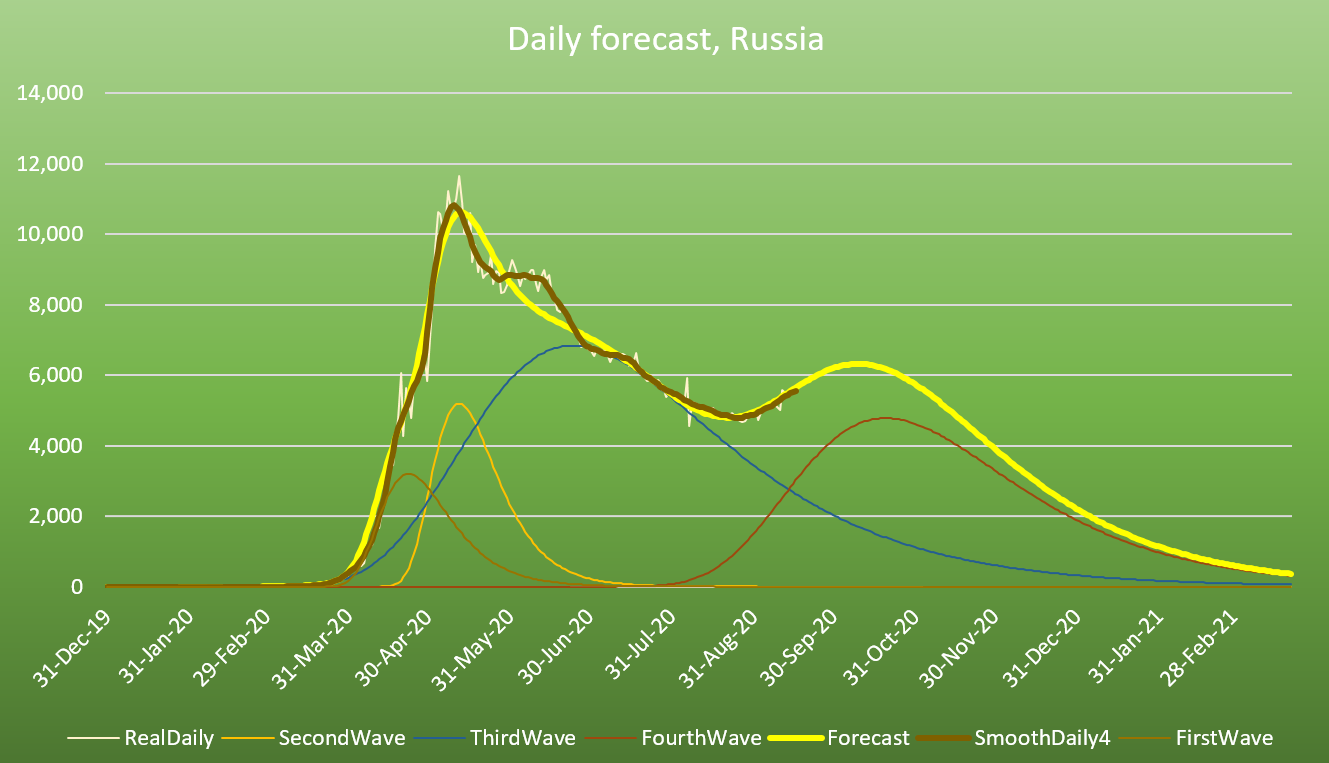 Daily forecast, Russia
14,000
12,000
10,000
8,000
6,000
4,000
2,000
0
31-Dec-19
31-Jan-20
29-Feb-20
31-Mar-20
30-Apr-20
31-May-20
30-Jun-20
31-Jul-20
31-Aug-20
30-Sep-20
31-Oct-20
30-Nov-20
31-Dec-20
31-Jan-21
28-Feb-21
RealDaily SecondWave ThirdWave FourthWave Forecast SmoothDaily4 FirstWave